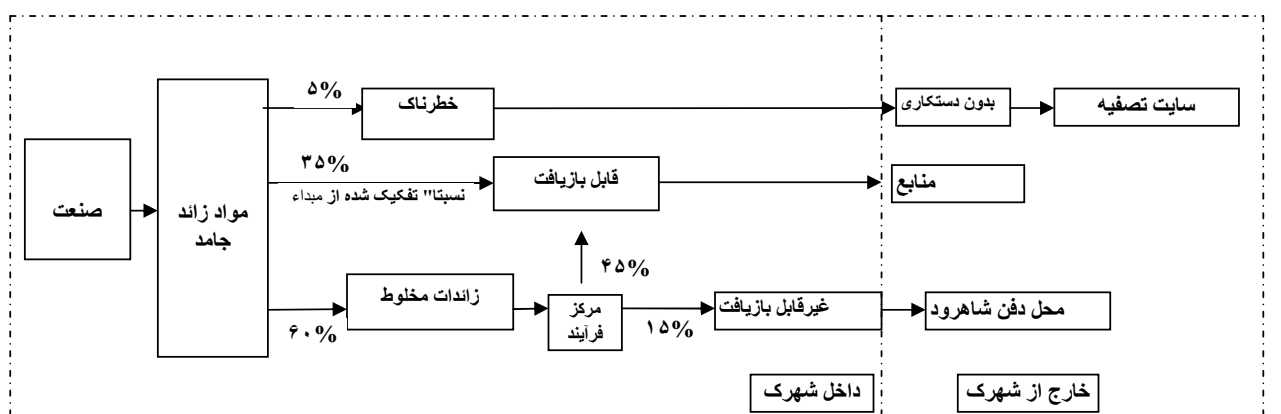 صنعت
مواد زائد
جامد
۵%
خطرناک
بدون دستکاری
سایت تصفیه
۳۵%
نسبتا" تفکیک شده از مبداء
قابل بازیافت
منابع
۶۰%
زائدات مخلوط
مرکز
فرآیند
۴۵%
۱۵%
غیرقابل بازیافت
محل دفن شاهرود
داخل شهرک
خارج از شهرک